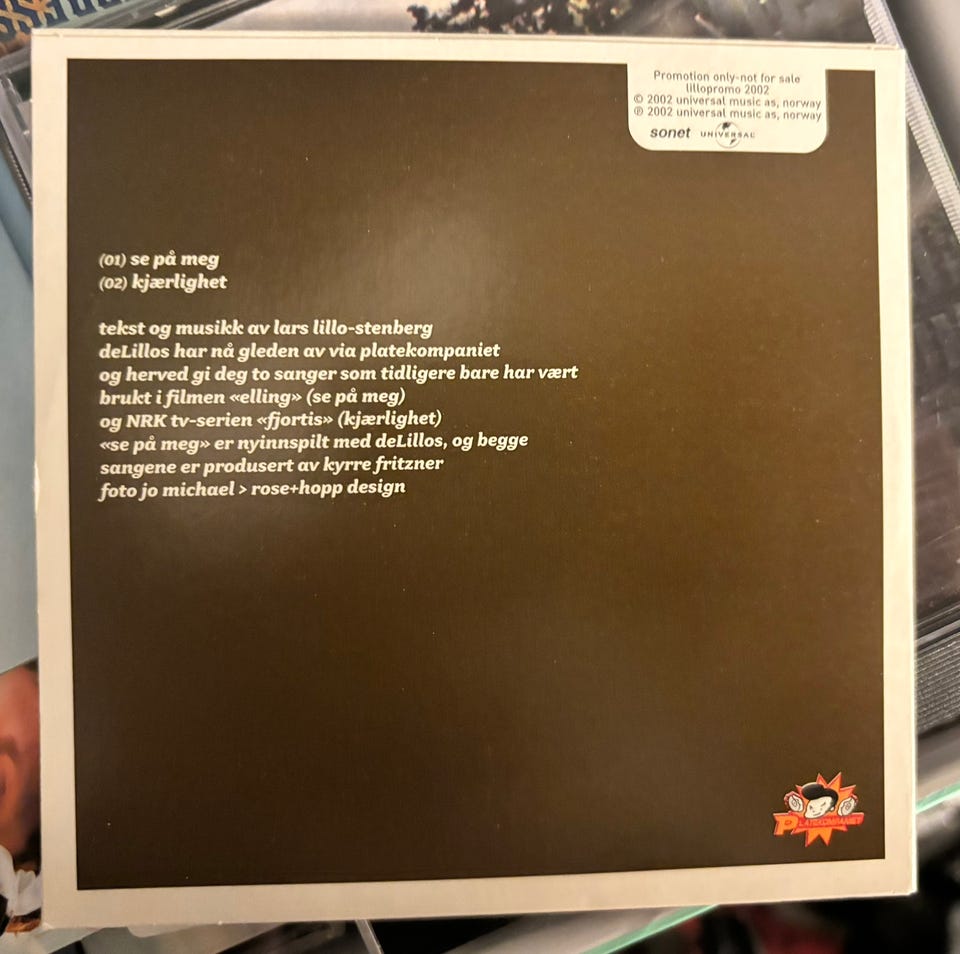 Promotion only-not for sale
lillopromo 2002
© 2002 universal music as, norway
℗ 2002 universal music as, norway
sonet UNIVERSAL
(01) se på meg
(02) kjærlighet
tekst og musikk av lars lillo-stenberg
deLillos har nå gleden av via platekompaniet
og herved gi deg to sanger som tidligere bare har vært
brukt i filmen «elling» (se på meg)
og NRK tv-serien «fjortis» (kjærlighet)
«se på meg» er nyinnspilt med deLillos, og begge
sangene er produsert av kyrre fritzner
foto jo michael > rose+hopp design
PLATEKOMPANIET